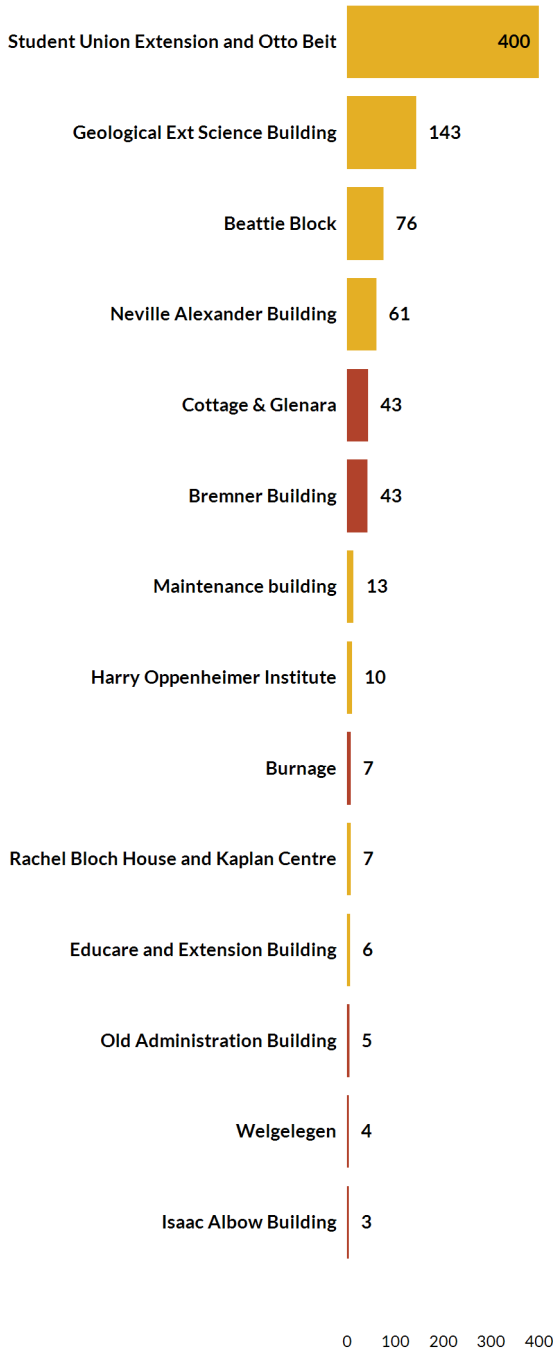 Student Union Extension and Otto Beit 400
Geological Ext Science Building 143
Beattie Block 76
Neville Alexander Building 61
Cottage & Glenara 43
Bremner Building 43
Maintenance building 13
Harry Oppenheimer Institute 10
Burnage 7
Rachel Bloch House and Kaplan Centre 7
Educare and Extension Building 6
Old Administration Building 5
Welgelegen 4
Isaac Albow Building 3
0 100 200 300 400